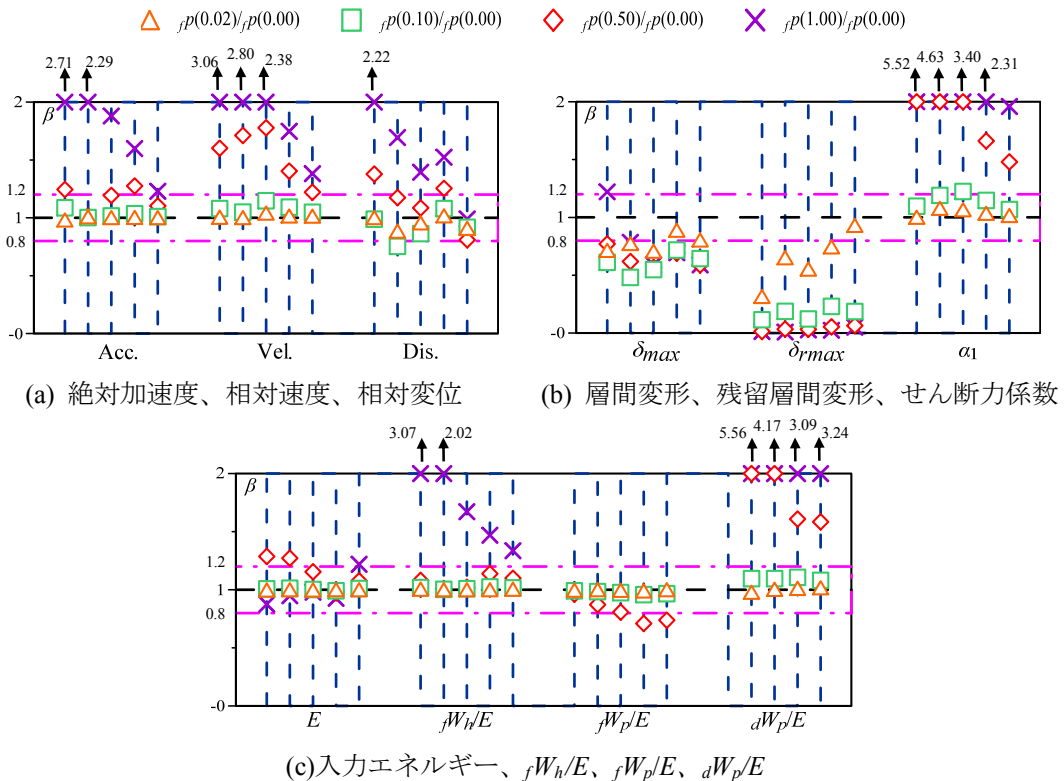 fp(0.02)/fp(0.00) fp(0.10)/fp(0.00) fp(0.50)/fp(0.00) fp(1.00)/fp(0.00)
2.71 2.29 3.06 2.80 2.38 2.22
2
β
1.2
1
0.8
-0
Acc. Vel. Dis.
(a) 絶対加速度、相対速度、相対変位
5.52 4.63 3.40 2.31
2
β
1.2
1
0.8
-0
δmax δrmax α1
(b) 層間変形、残留層間変形、せん断力係数
3.07 2.02 5.56 4.17 3.09 3.24
2
β
1.2
1
0.8
-0
E fWh/E fWp/E dWp/E
(c)入力エネルギー、fWh/E、fWp/E、dWp/E